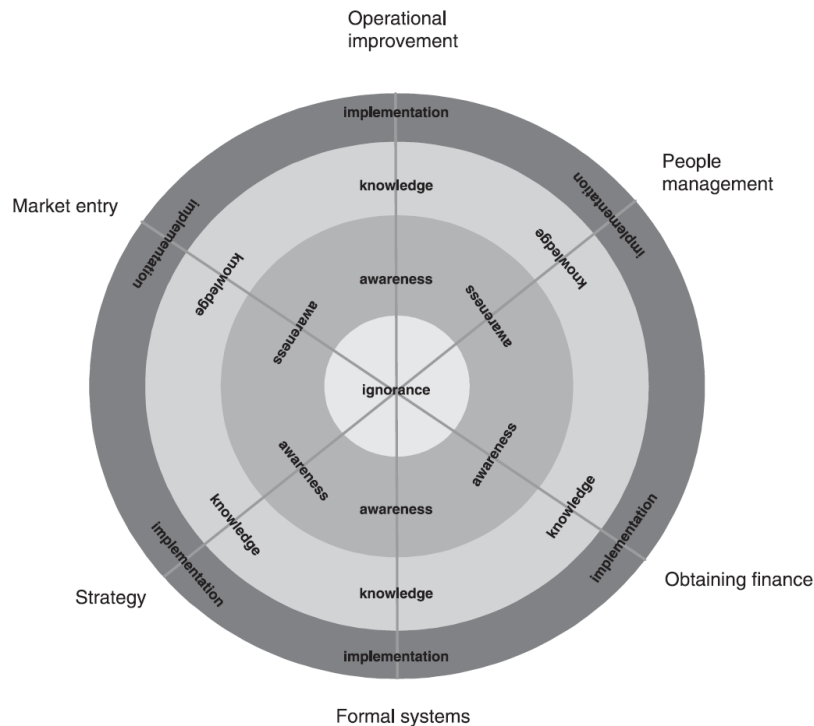 Operational
improvement
implementation
People
management
implementation
knowledge
Market entry
implementation
knowledge
knowledge
awareness
awareness
awareness
ignorance
awareness
awareness
awareness
knowledge
knowledge
implementation
implementation
Obtaining finance
Strategy
knowledge
implementation
Formal systems